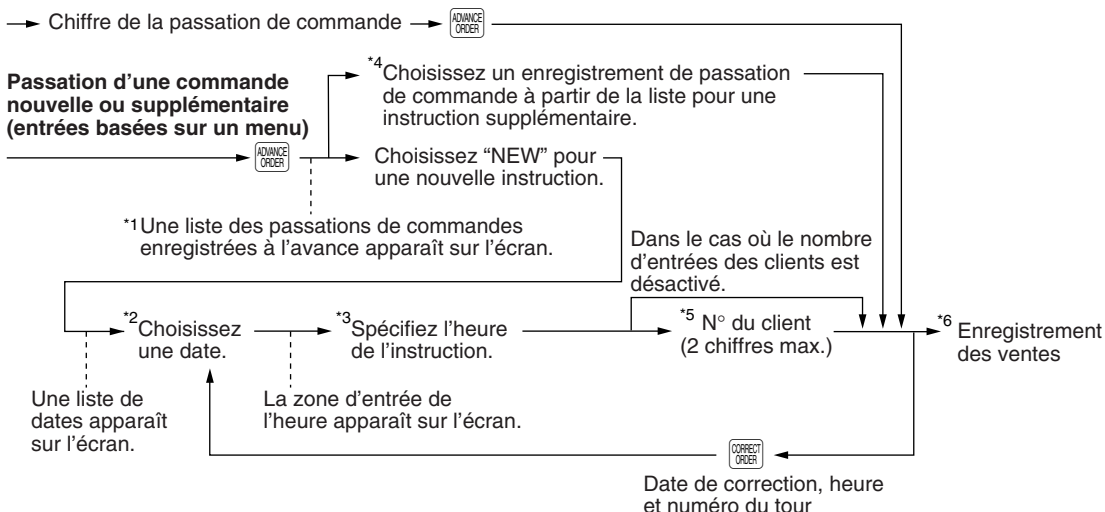 Chiffre de la passation de commande ADVANCE ORDER
Passation d'une commande
nouvelle ou supplémentaire
(entrées basées sur un menu)
ADVANCE ORDER
*4Choisissez un enregistrement de passation
de commande à partir de la liste pour une
instruction supplémentaire.
Choisissez “NEW” pour
une nouvelle instruction.
*1Une liste des passations de commandes
enregistrées à l'avance apparaît sur l'écran.
Dans le cas où le nombre
d'entrées des clients est
désactivé.
*2Choisissez
une date.
*3Spécifiez l'heure
de l'instruction.
*5 N° du client
(2 chiffres max.)
*6 Enregistrement
des ventes
Une liste de
dates apparaît
sur l'écran.
La zone d'entrée de
l'heure apparaît sur l'écran.
CORRECT ORDER
Date de correction, heure
et numéro du tour